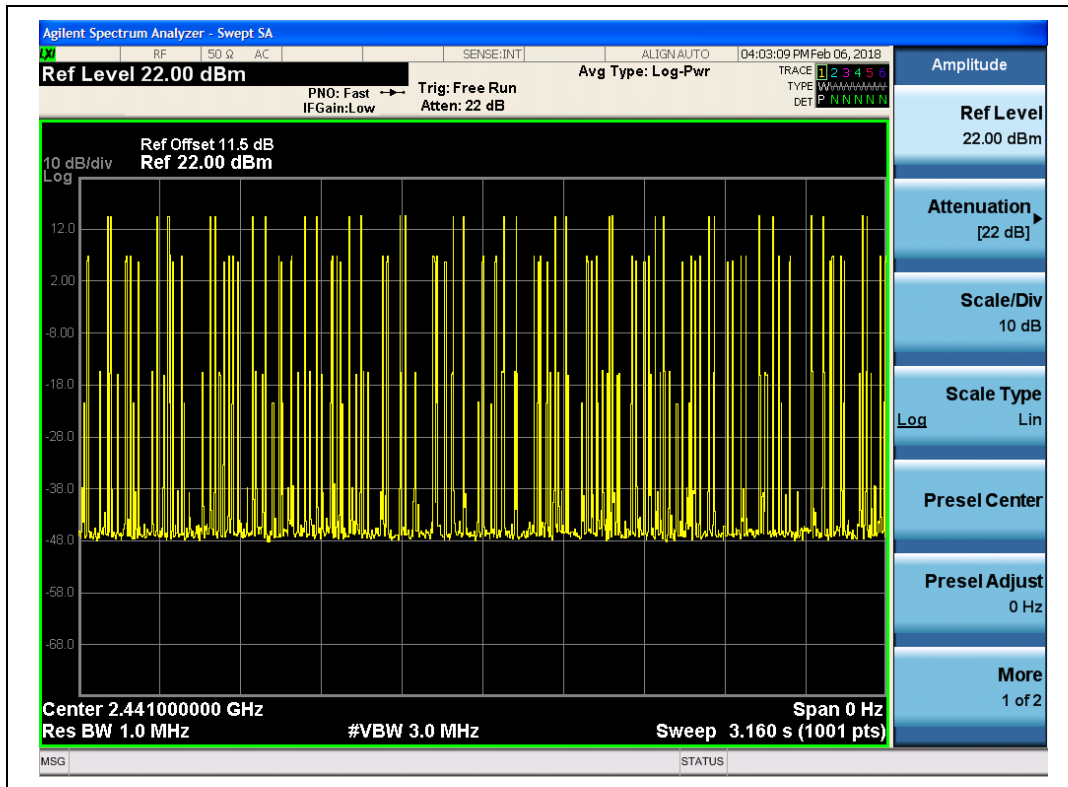 Agilent Spectrum Analyzer - Swept SA
LXI RF 50 Ω AC SENSE:INT ALIGNAUTO 04:03:09 PM Feb 06, 2018
Ref Level 22.00 dBm
PNO: Fast
IFGain:Low
Trig: Free Run
Atten: 22 dB
Avg Type: Log-Pwr
TRACE 1 2 3 4 5 6
TYPE WWWWWW
DET P N N N N N
Ref Offset 11.5 dB
10 dB/div Ref 22.00 dBm
Log
12.0
2.00
-8.00
-18.0
-28.0
-38.0
-48.0
-58.0
-68.0
Center 2.441000000 GHz Span 0 Hz
Res BW 1.0 MHz #VBW 3.0 MHz Sweep 3.160 s (1001 pts)
MSG STATUS
Amplitude
Ref Level
22.00 dBm
Attenuation
[22 dB]
Scale/Div
10 dB
Scale Type
Log Lin
Presel Center
Presel Adjust
0 Hz
More
1 of 2